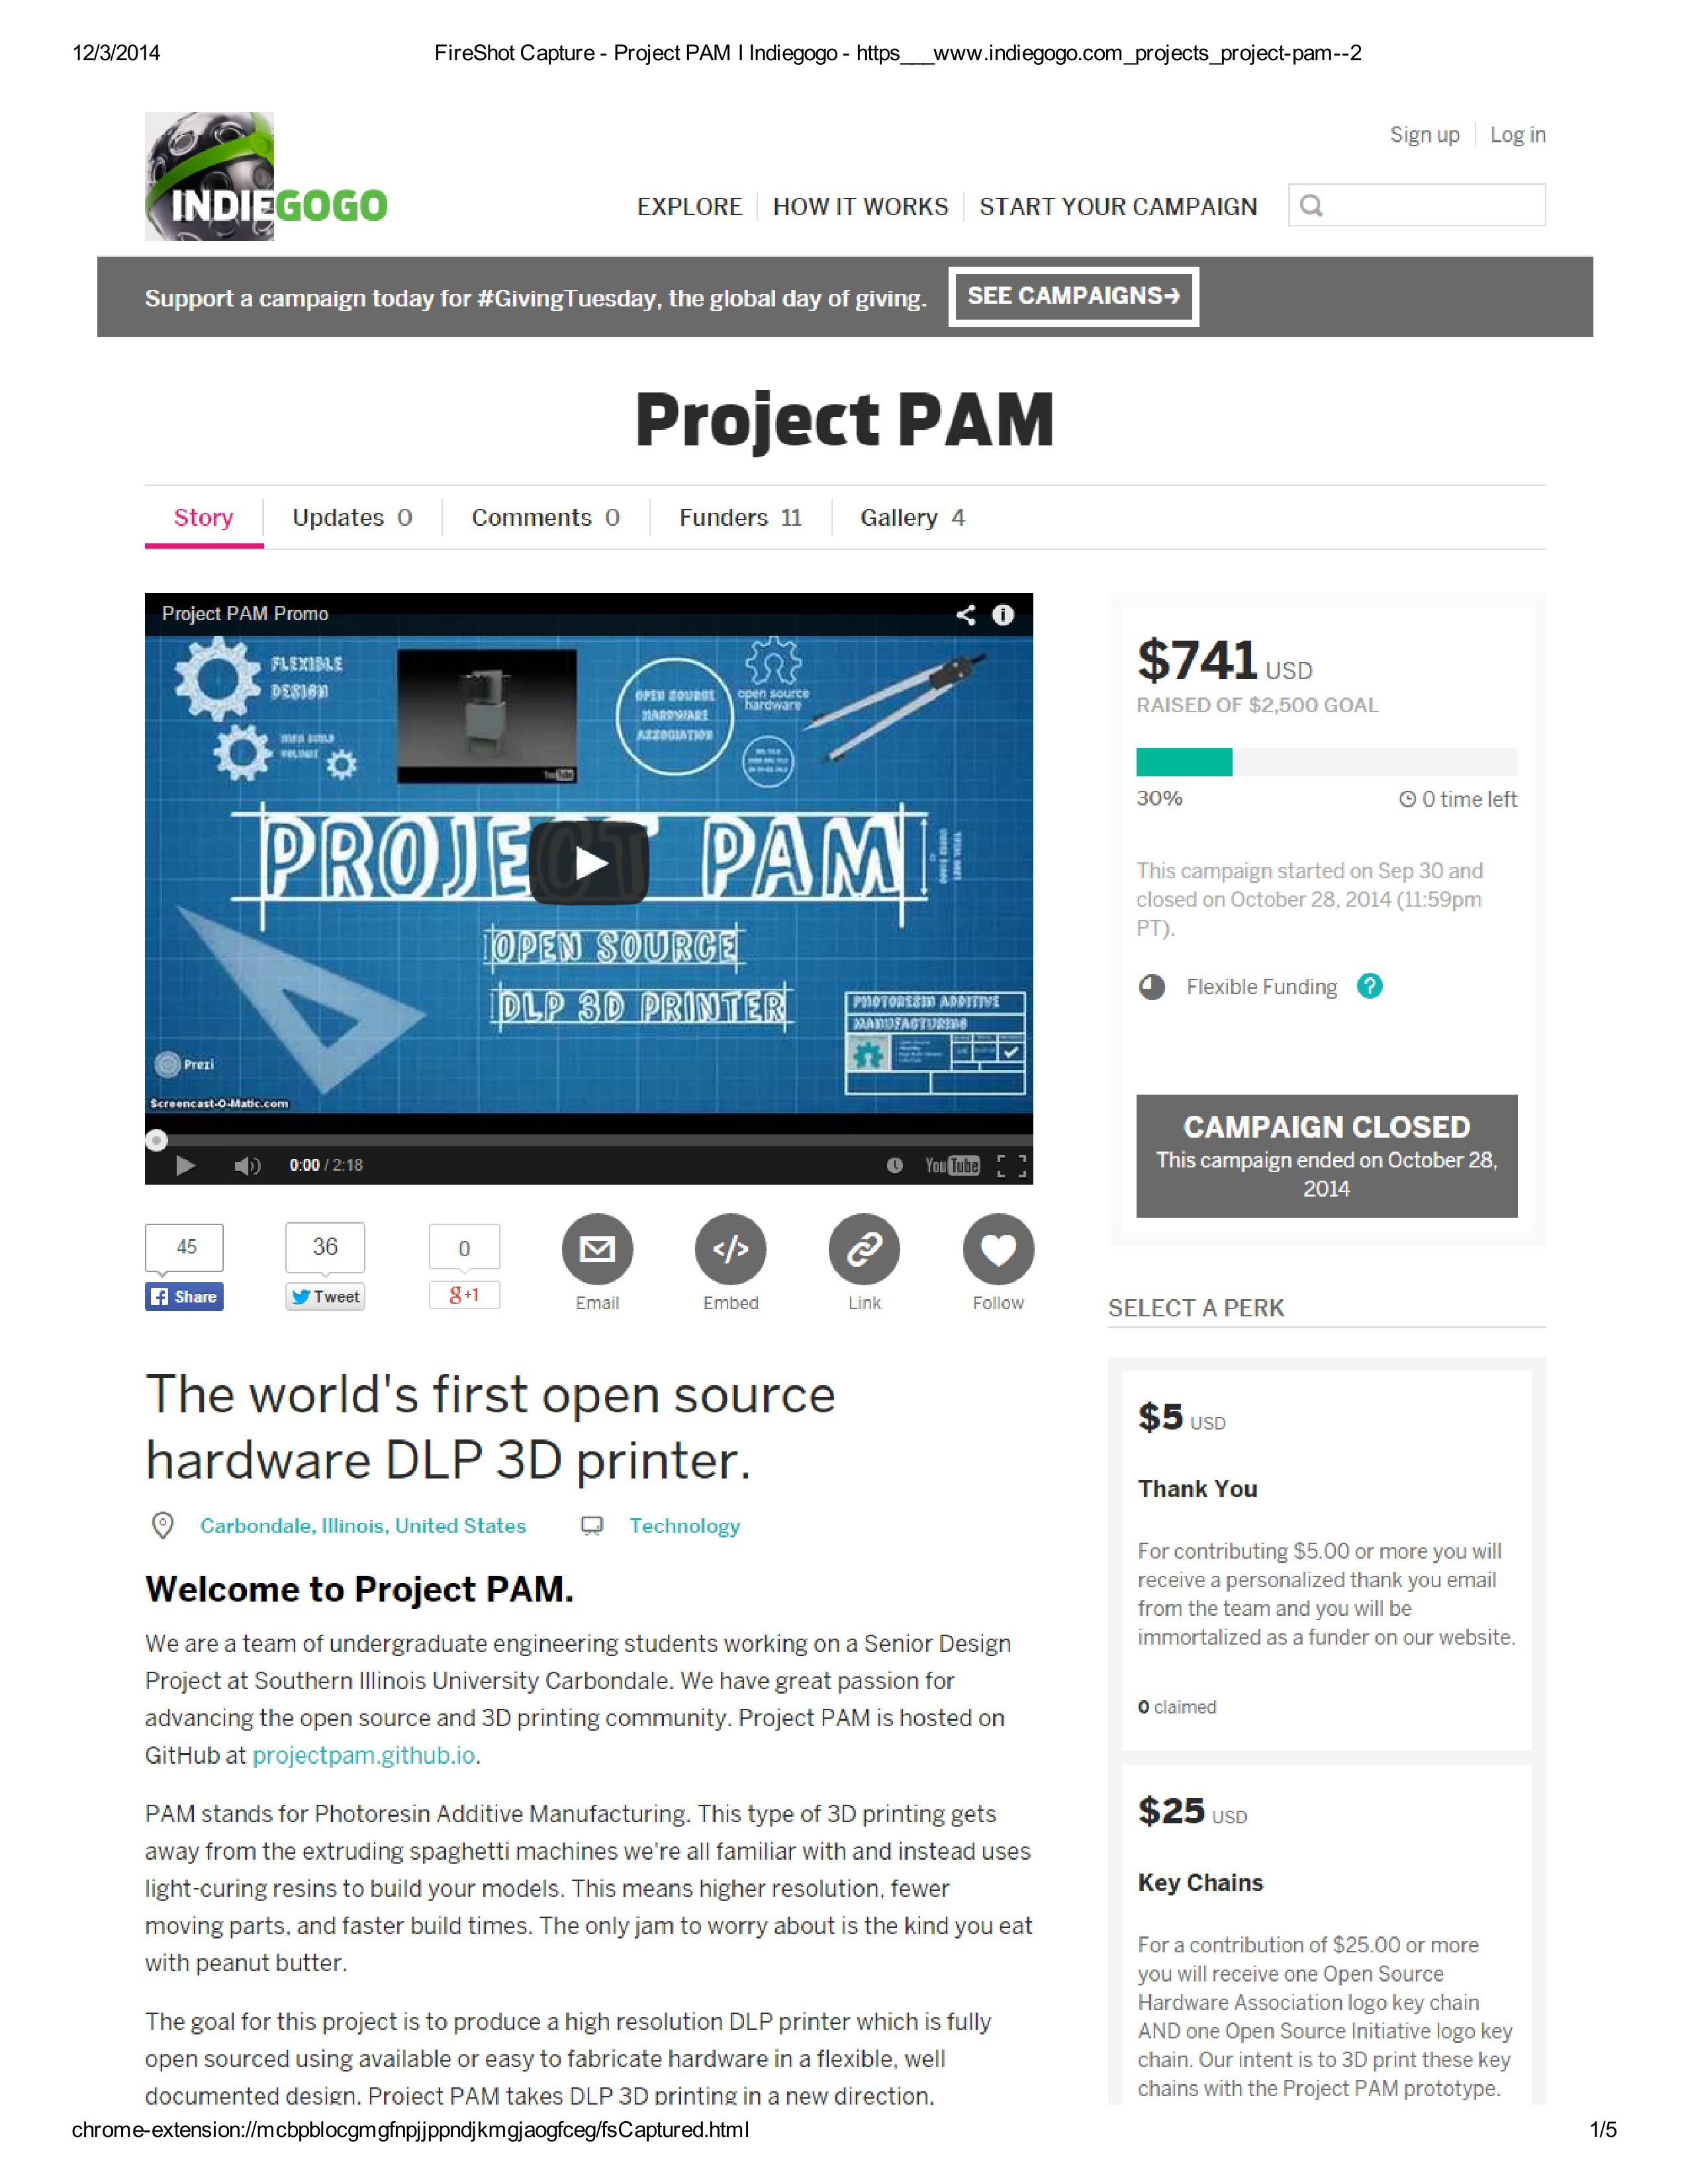 12/3/2014
FireShot Capture - Project PAM I Indiegogo - https___www.indiegogo.com_projects_project-pam--2
INDIEGOGO
Sign up
Log in
EXPLORE
HOW IT WORKS
START YOUR CAMPAIGN
Support a campaign today for #GivingTuesday, the global day of giving.
SEE CAMPAIGNS→
Project PAM
Story
Updates 0
Comments 0
Funders 11
Gallery 4
Project PAM Promo
FLEXIBLE
DESIGN
OPEN SOURCE
HARDWARE
ASSOCIATION
open source
hardware
YouTube
PROJECT PAM
OPEN SOURCE
DLP 3D PRINTER
PHOTORESIN ADDITIVE
MANUFACTURING
Prezi
Screencast-O-Matic.com
0:00 / 2:18
YouTube
45
Share
36
Tweet
0
g+1
Email
Embed
Link
Follow
The world's first open source
hardware DLP 3D printer.
Carbondale, Illinois, United States
Technology
Welcome to Project PAM.
We are a team of undergraduate engineering students working on a Senior Design
Project at Southern Illinois University Carbondale. We have great passion for
advancing the open source and 3D printing community. Project PAM is hosted on
GitHub at projectpam.github.io.
PAM stands for Photoresin Additive Manufacturing. This type of 3D printing gets
away from the extruding spaghetti machines we're all familiar with and instead uses
light-curing resins to build your models. This means higher resolution, fewer
moving parts, and faster build times. The only jam to worry about is the kind you eat
with peanut butter.
The goal for this project is to produce a high resolution DLP printer which is fully
open sourced using available or easy to fabricate hardware in a flexible, well
documented design. Project PAM takes DLP 3D printing in a new direction,
$741 USD
RAISED OF $2,500 GOAL
30%
0 time left
This campaign started on Sep 30 and
closed on October 28, 2014 (11:59pm
PT).
Flexible Funding ?
CAMPAIGN CLOSED
This campaign ended on October 28,
2014
SELECT A PERK
$5 USD
Thank You
For contributing $5.00 or more you will
receive a personalized thank you email
from the team and you will be
immortalized as a funder on our website.
0 claimed
$25 USD
Key Chains
For a contribution of $25.00 or more
you will receive one Open Source
Hardware Association logo key chain
AND one Open Source Initiative logo key
chain. Our intent is to 3D print these key
chains with the Project PAM prototype.
chrome-extension://mcbpblocgmgfnpjjppndjkmgjaogfceg/fsCaptured.html
1/5